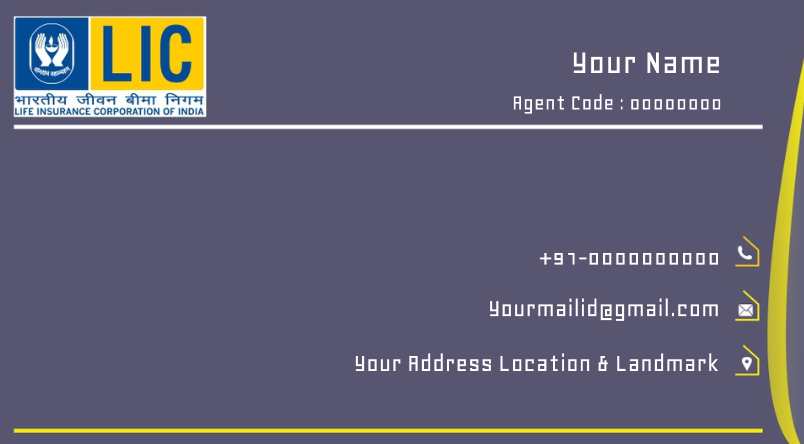 LIC
भारतीय जीवन बीमा निगम
LIFE INSURANCE CORPORATION OF INDIA
Your Name
Agent Code : 00000000
+91-0000000000
Yourmailid@gmail.com
Your Address Location & Landmark